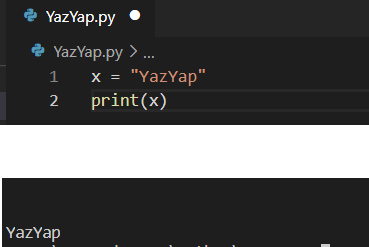 YazYap.py
YazYap.py > ...
1 x = "YazYap"
2 print(x)
YazYap